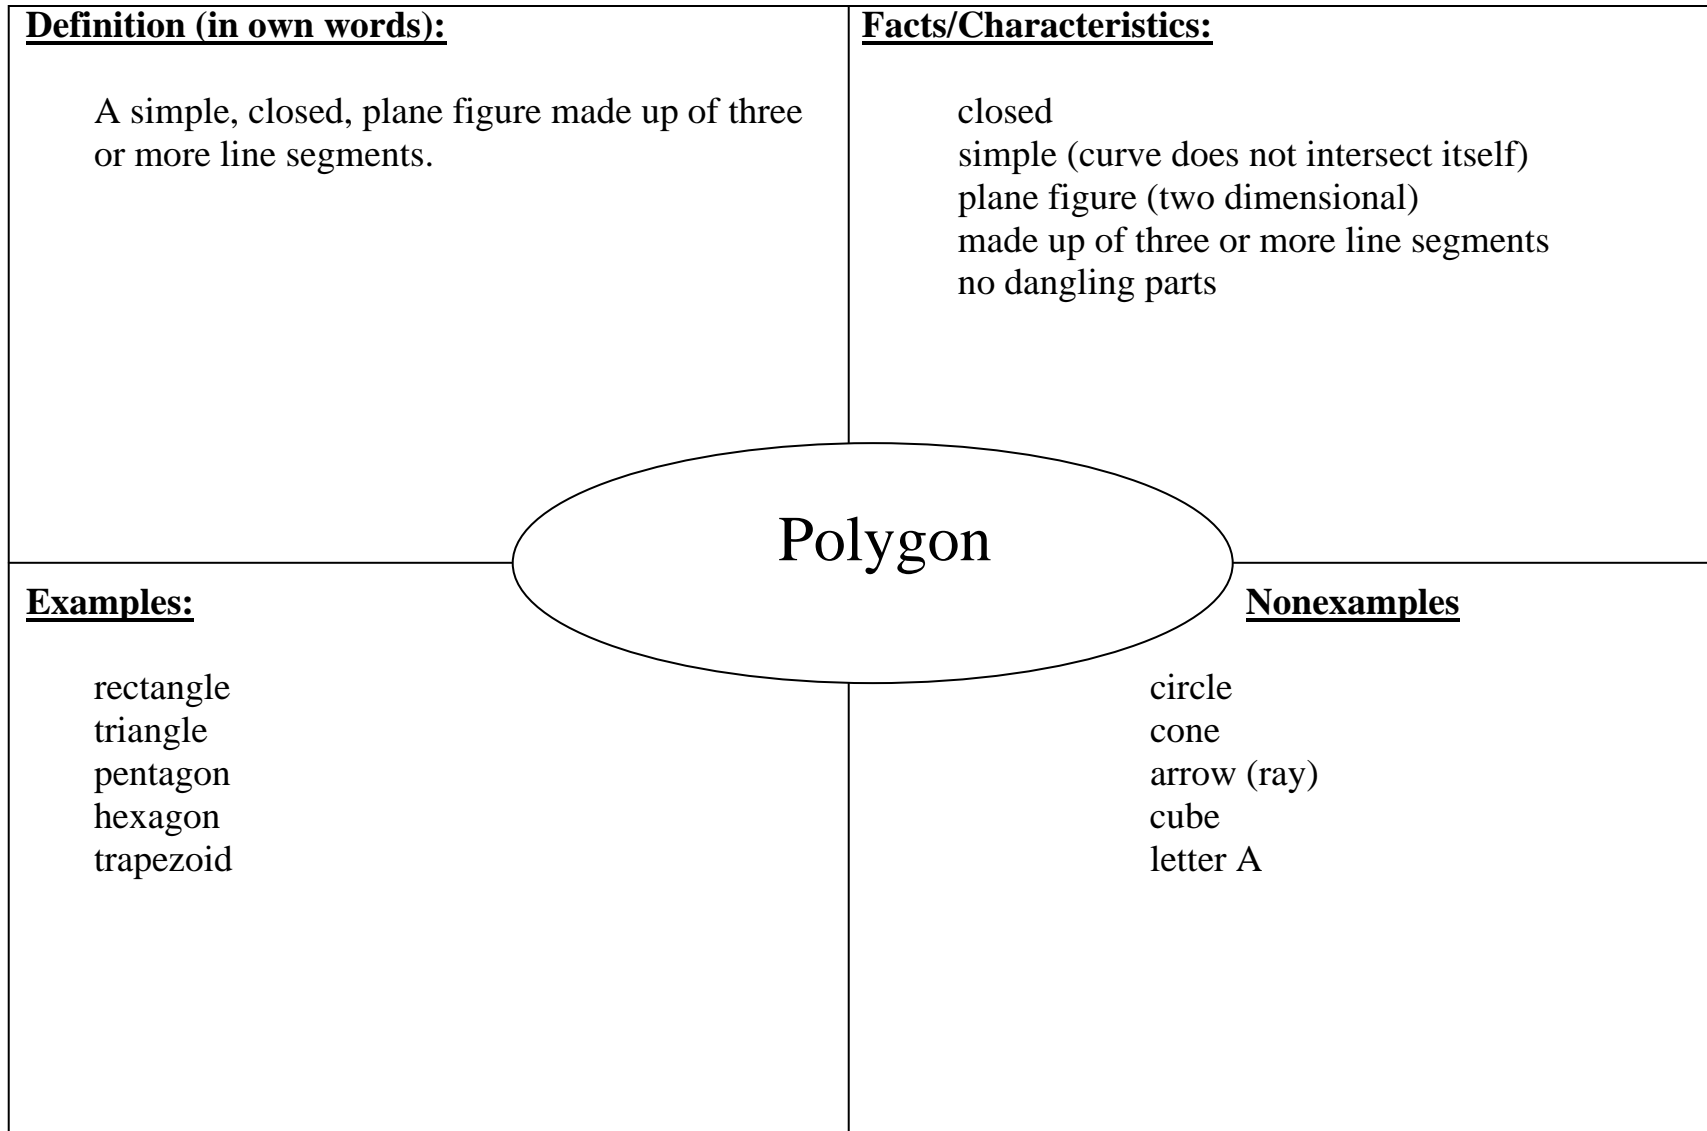 Definition (in own words):
A simple, closed, plane figure made up of three
or more line segments.
Facts/Characteristics:
closed
simple (curve does not intersect itself)
plane figure (two dimensional)
made up of three or more line segments
no dangling parts
Polygon
Examples:
rectangle
triangle
pentagon
hexagon
trapezoid
Nonexamples
circle
cone
arrow (ray)
cube
letter A